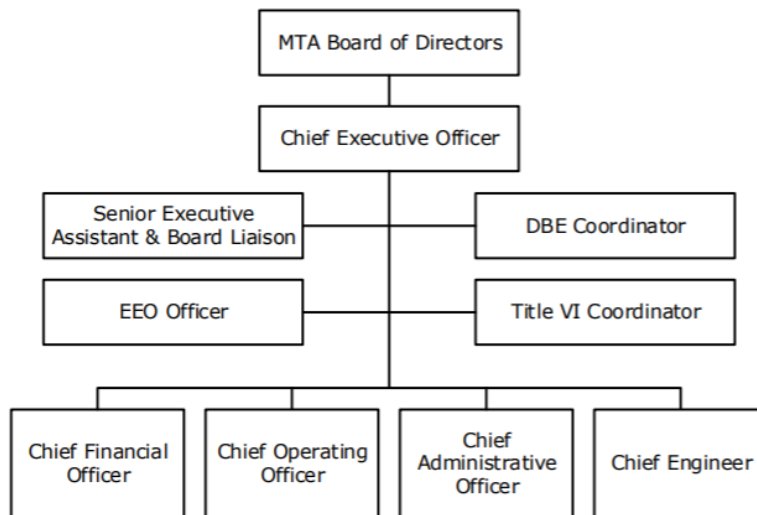 MTA Board of Directors
Chief Executive Officer
Senior Executive
Assistant & Board Liaison
DBE Coordinator
EEO Officer
Title VI Coordinator
Chief Financial
Officer
Chief Operating
Officer
Chief
Administrative
Officer
Chief Engineer